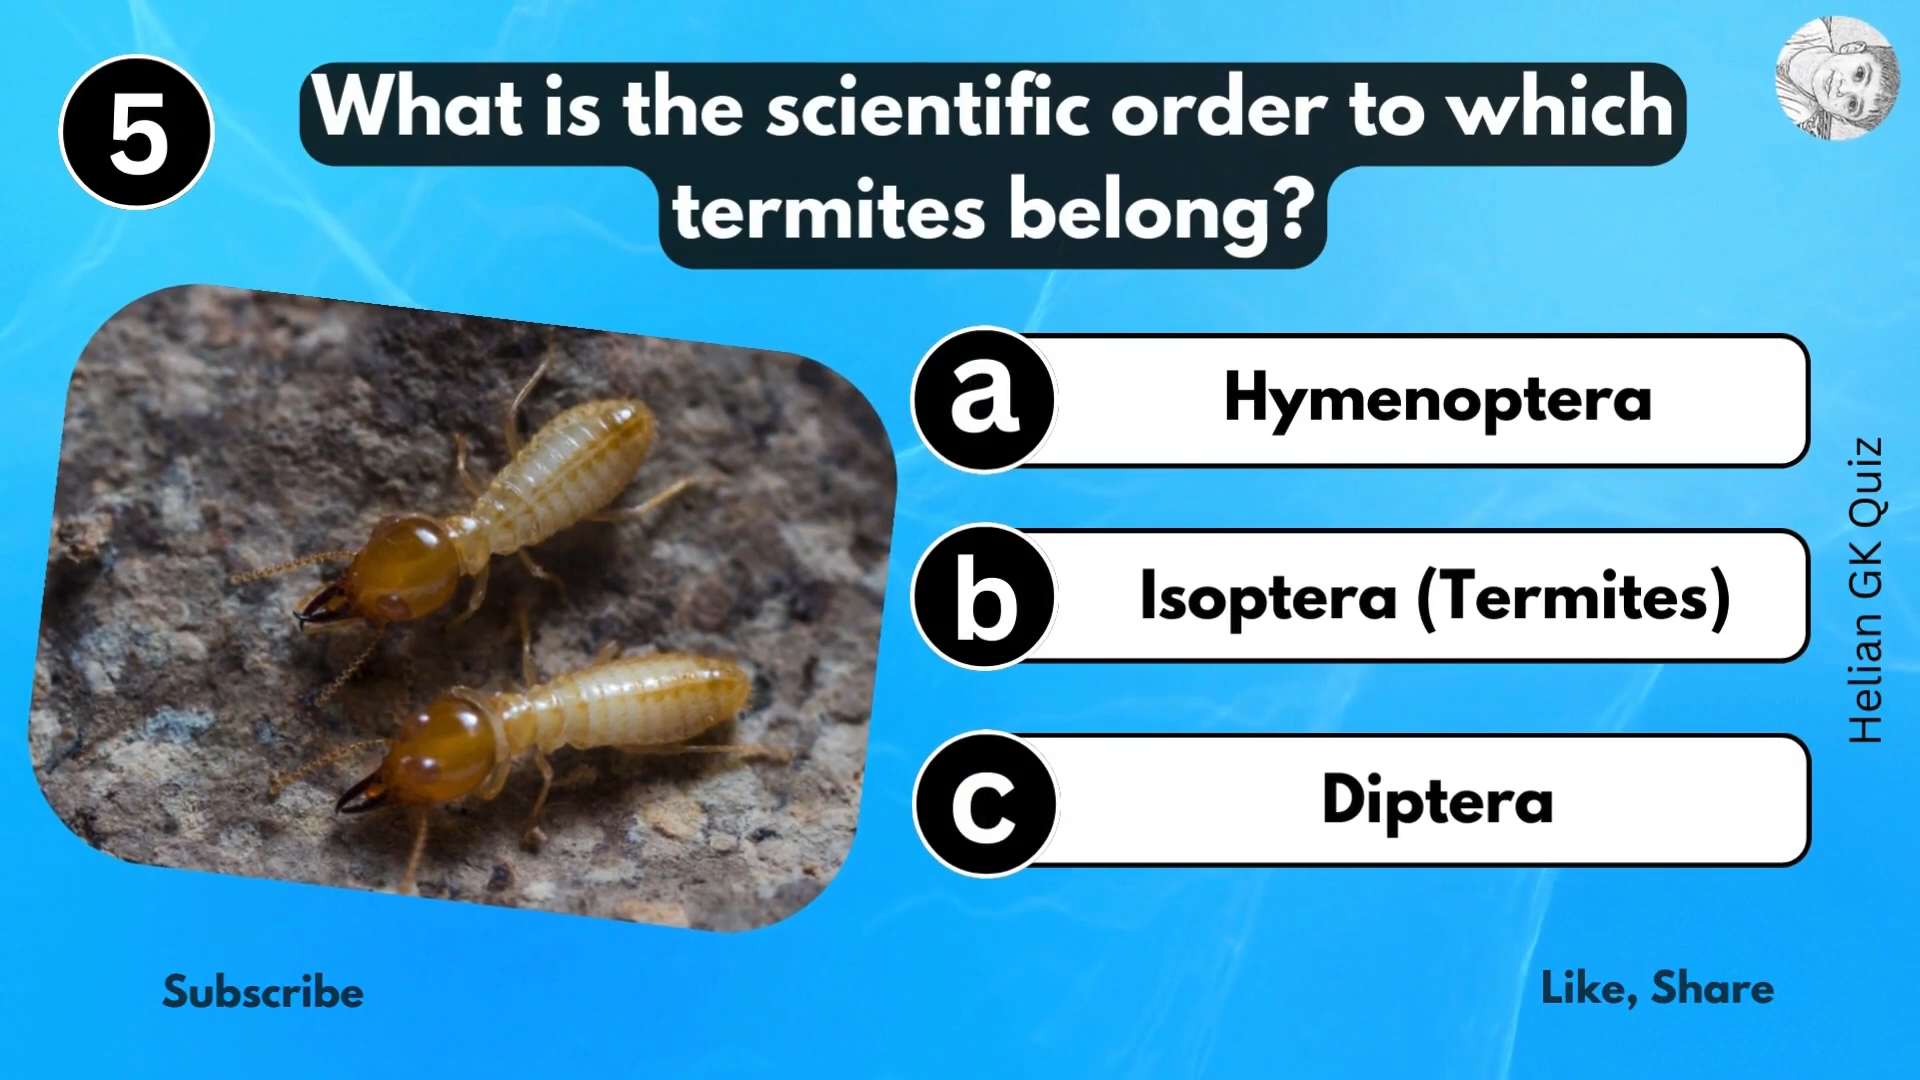 5
What is the scientific order to which
termites belong?
a
Hymenoptera
b
Isoptera (Termites)
c
Diptera
Helian GK Quiz
Subscribe
Like, Share